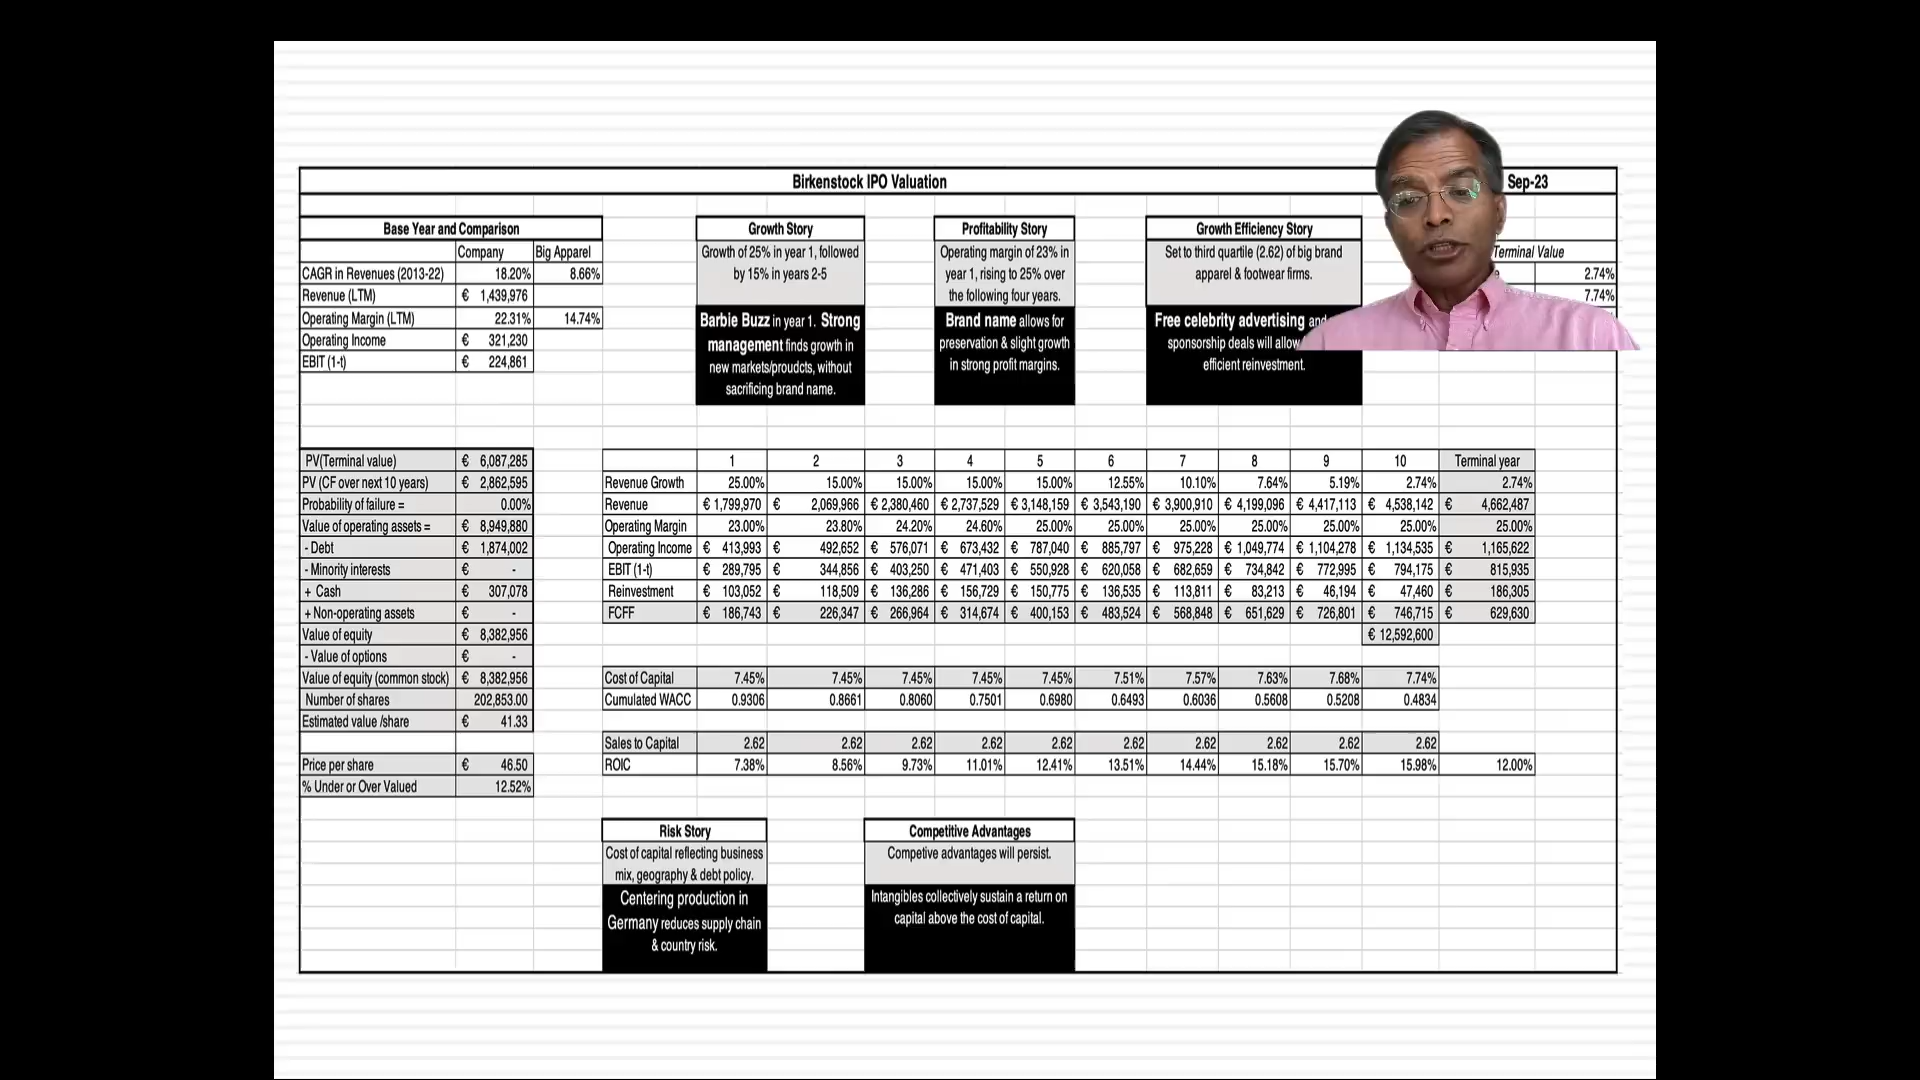 Birkenstock IPO Valuation Sep-23
Base Year and Comparison
Company Big Apparel
CAGR in Revenues (2013-22) 18.20% 8.66%
Revenue (LTM) € 1,439,976
Operating Margin (LTM) 22.31% 14.74%
Operating Income € 321,230
EBIT (1-t) € 224,861
Growth Story
Growth of 25% in year 1, followed
by 15% in years 2-5
Barbie Buzz in year 1. Strong
management finds growth in
new markets/proudcts, without
sacrificing brand name.
Profitability Story
Operating margin of 23% in
year 1, rising to 25% over
the following four years.
Brand name allows for
preservation & slight growth
in strong profit margins.
Growth Efficiency Story
Set to third quartile (2.62) of big brand
apparel & footwear firms.
Free celebrity advertising and
sponsorship deals will allow
efficient reinvestment.
Terminal Value
2.74%
7.74%
PV(Terminal value) € 6,087,285
PV (CF over next 10 years) € 2,862,595
Probability of failure = 0.00%
Value of operating assets = € 8,949,880
- Debt € 1,874,002
- Minority interests € -
+ Cash € 307,078
+ Non-operating assets € -
Value of equity € 8,382,956
- Value of options € -
Value of equity (common stock) € 8,382,956
Number of shares 202,853.00
Estimated value /share € 41.33
Price per share € 46.50
% Under or Over Valued 12.52%
1 2 3 4 5 6 7 8 9 10 Terminal year
Revenue Growth 25.00% 15.00% 15.00% 15.00% 15.00% 12.55% 10.10% 7.64% 5.19% 2.74% 2.74%
Revenue € 1,799,970 € 2,069,966 € 2,380,460 € 2,737,529 € 3,148,159 € 3,543,190 € 3,900,910 € 4,199,096 € 4,417,113 € 4,538,142 € 4,662,487
Operating Margin 23.00% 23.80% 24.20% 24.60% 25.00% 25.00% 25.00% 25.00% 25.00% 25.00% 25.00%
Operating Income € 413,993 € 492,652 € 576,071 € 673,432 € 787,040 € 885,797 € 975,228 € 1,049,774 € 1,104,278 € 1,134,535 € 1,165,622
EBIT (1-t) € 289,795 € 344,856 € 403,250 € 471,403 € 550,928 € 620,058 € 682,659 € 734,842 € 772,995 € 794,175 € 815,935
Reinvestment € 103,052 € 118,509 € 136,286 € 156,729 € 150,775 € 136,535 € 113,811 € 83,213 € 46,194 € 47,460 € 186,305
FCFF € 186,743 € 226,347 € 266,964 € 314,674 € 400,153 € 483,524 € 568,848 € 651,629 € 726,801 € 746,715 € 629,630
€ 12,592,600
Cost of Capital 7.45% 7.45% 7.45% 7.45% 7.45% 7.51% 7.57% 7.63% 7.68% 7.74%
Cumulated WACC 0.9306 0.8661 0.8060 0.7501 0.6980 0.6493 0.6036 0.5608 0.5208 0.4834
Sales to Capital 2.62 2.62 2.62 2.62 2.62 2.62 2.62 2.62 2.62 2.62
ROIC 7.38% 8.56% 9.73% 11.01% 12.41% 13.51% 14.44% 15.18% 15.70% 15.98% 12.00%
Risk Story
Cost of capital reflecting business
mix, geography & debt policy.
Centering production in
Germany reduces supply chain
& country risk.
Competitive Advantages
Competive advantages will persist.
Intangibles collectively sustain a return on
capital above the cost of capital.